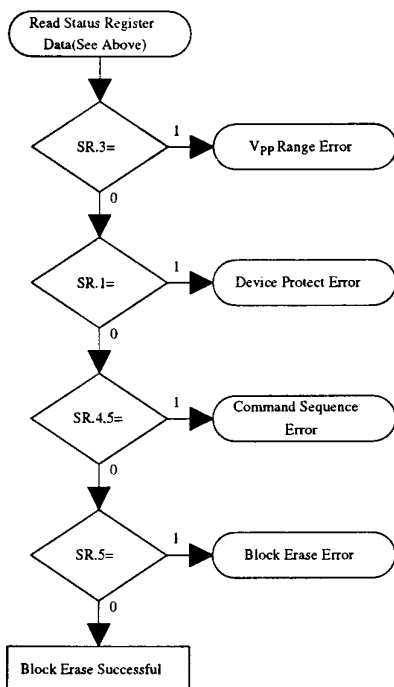 Read Status Register
Data(See Above)
SR.3=
1
VPP Range Error
0
SR.1=
1
Device Protect Error
0
SR.4,5=
1
Command Sequence
Error
0
SR.5=
1
Block Erase Error
0
Block Erase Successful